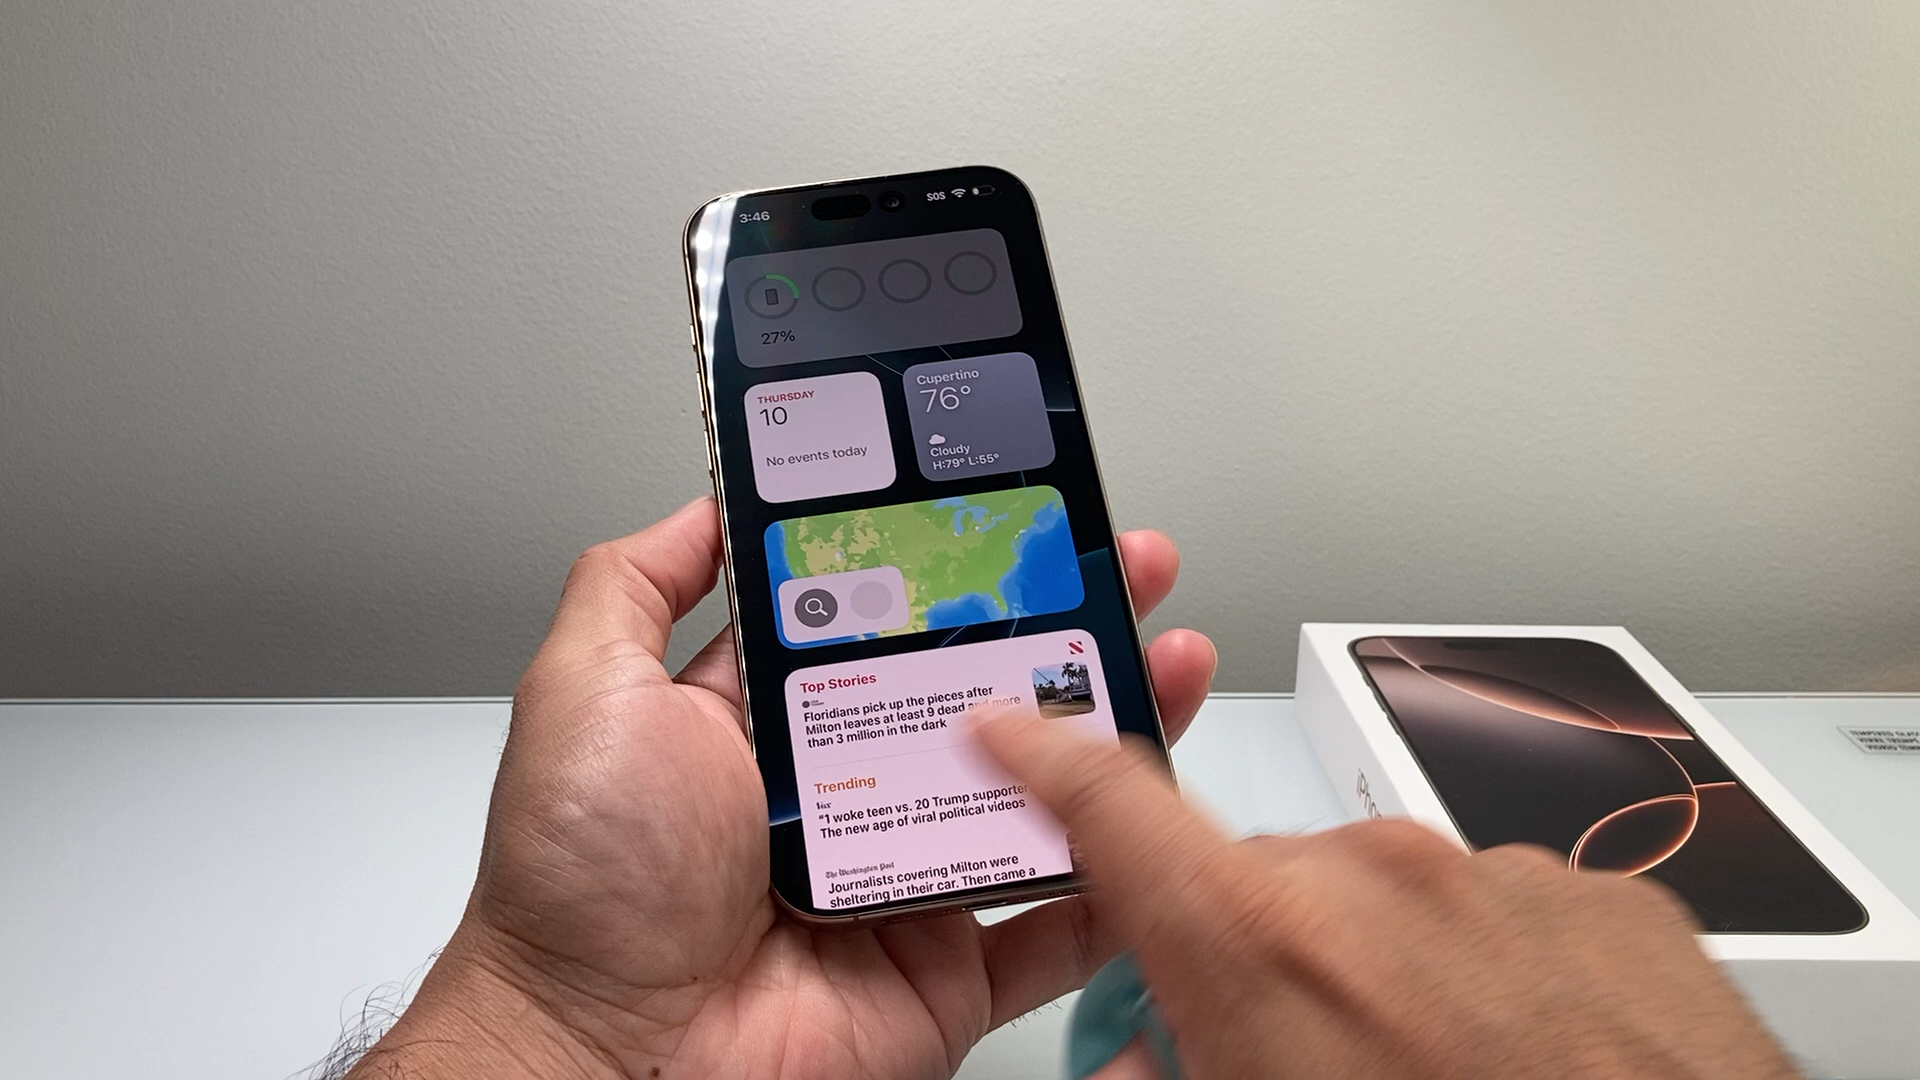 3:46
SOS
27%
THURSDAY
10
No events today
Cupertino
76°
Cloudy
H:79° L:55°
Top Stories
Floridians pick up the pieces after
Milton leaves at least 9 dead and more
than 3 million in the dark
Trending
Vox
“1 woke teen vs. 20 Trump supporters
The new age of viral political videos
The Washington Post
Journalists covering Milton were
sheltering in their car. Then came a
iPho